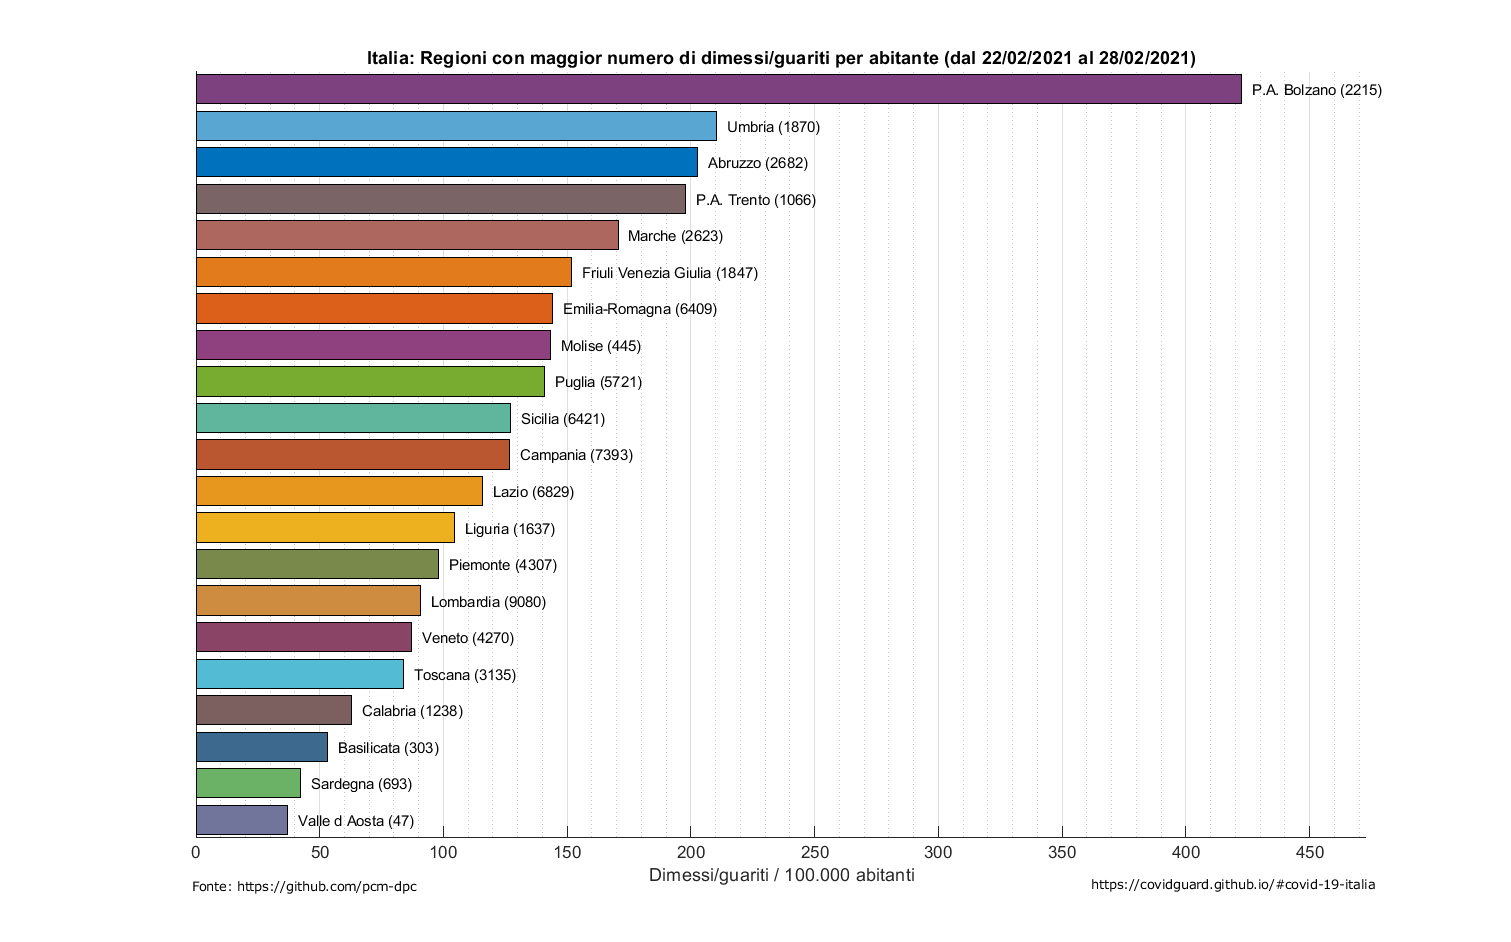 Italia: Regioni con maggior numero di dimessi/guariti per abitante (dal 22/02/2021 al 28/02/2021)
P.A. Bolzano (2215)
Umbria (1870)
Abruzzo (2682)
P.A. Trento (1066)
Marche (2623)
Friuli Venezia Giulia (1847)
Emilia-Romagna (6409)
Molise (445)
Puglia (5721)
Sicilia (6421)
Campania (7393)
Lazio (6829)
Liguria (1637)
Piemonte (4307)
Lombardia (9080)
Veneto (4270)
Toscana (3135)
Calabria (1238)
Basilicata (303)
Sardegna (693)
Valle d Aosta (47)
0 50 100 150 200 250 300 350 400 450
Dimessi/guariti / 100.000 abitanti
Fonte: https://github.com/pcm-dpc
https://covidguard.github.io/#covid-19-italia